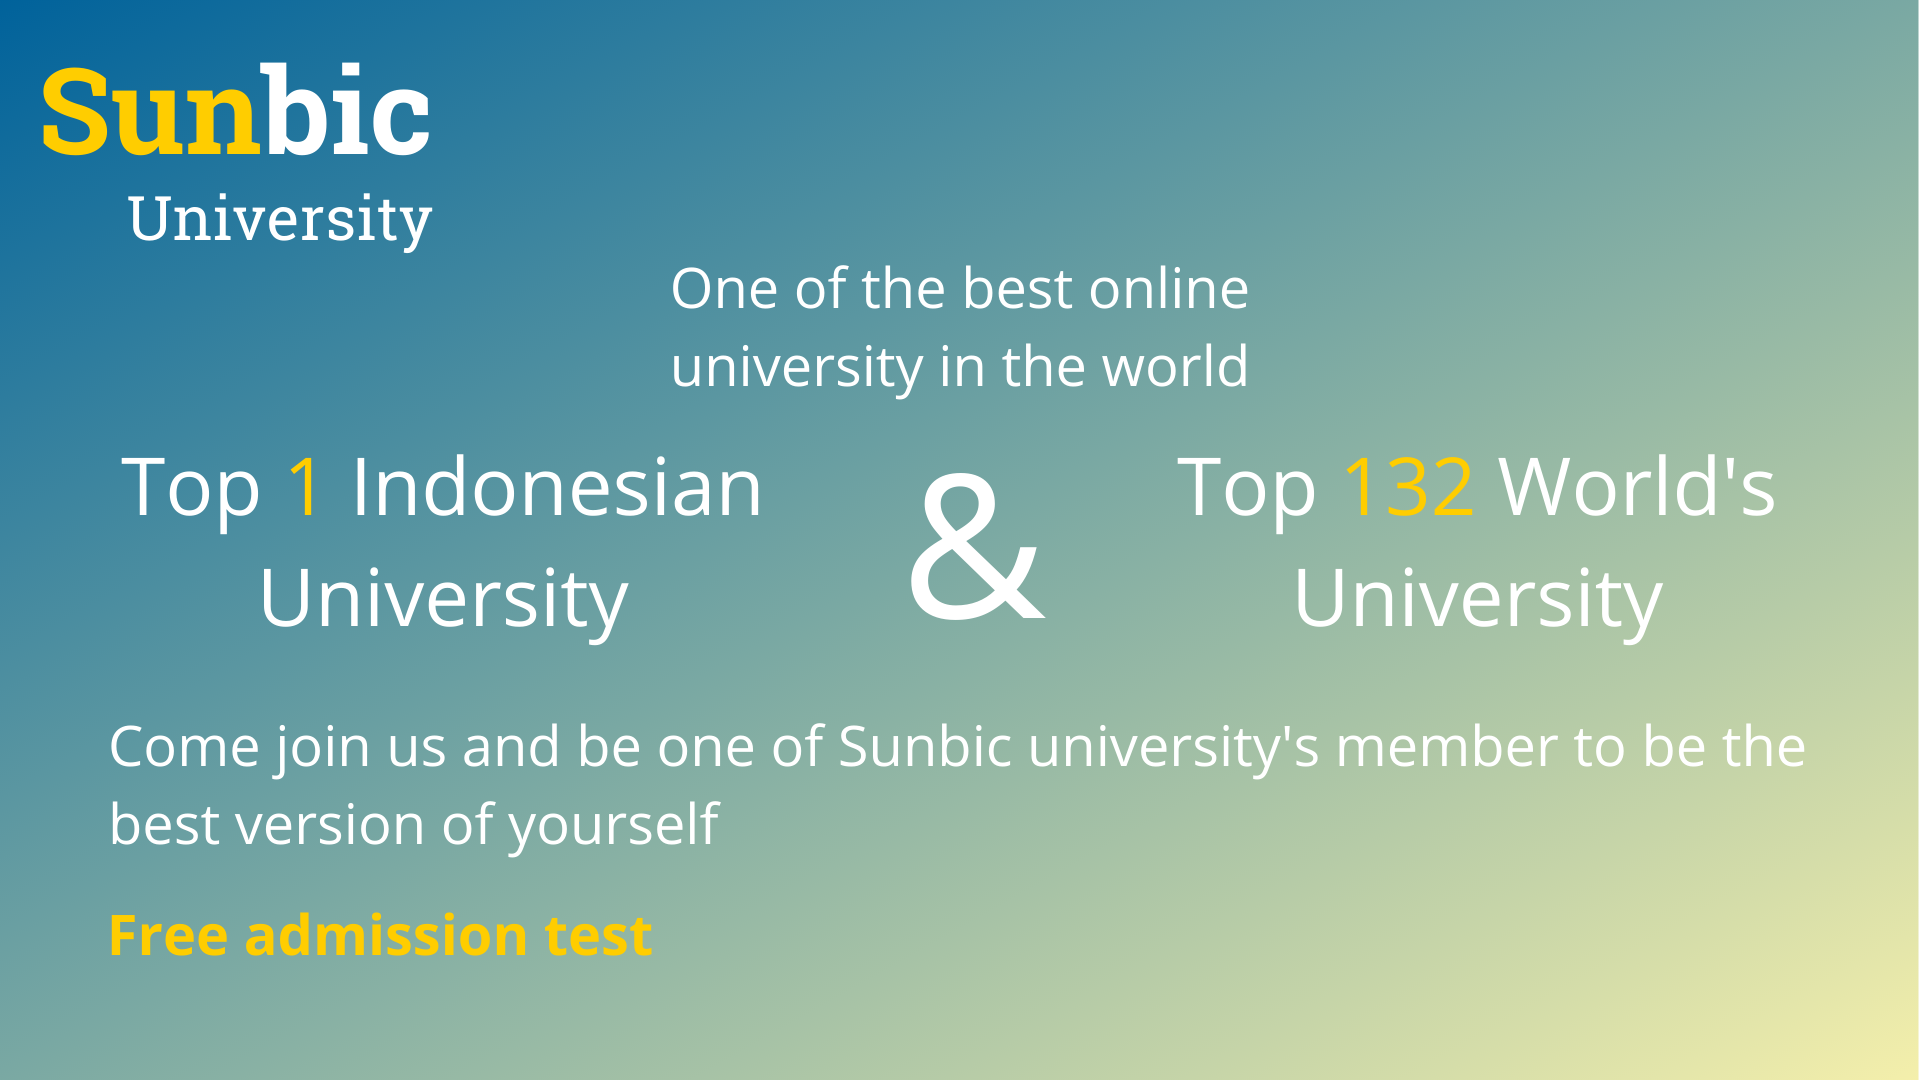 Sunbic
University
One of the best online
university in the world
Top 1 Indonesian
University
&
Top 132 World's
University
Come join us and be one of Sunbic university's member to be the
best version of yourself
Free admission test